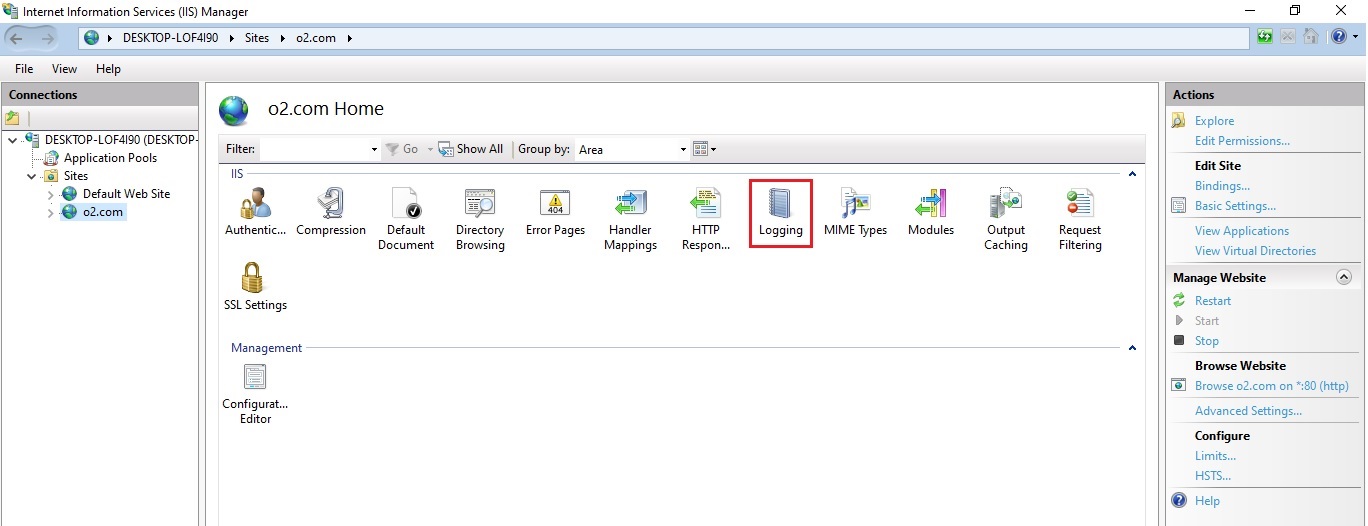 Internet Information Services (IIS) Manager
DESKTOP-LOF4I90 Sites o2.com
File View Help
Connections
DESKTOP-LOF4I90 (DESKTOP-
Application Pools
Sites
Default Web Site
o2.com
o2.com Home
Filter: Go Show All Group by: Area
IIS
Authentic...
Compression
Default
Document
Directory
Browsing
Error Pages
404
Handler
Mappings
HTTP
Respon...
Logging
MIME Types
Modules
Output
Caching
Request
Filtering
SSL Settings
Management
Configurat...
Editor
Actions
Explore
Edit Permissions...
Edit Site
Bindings...
Basic Settings...
View Applications
View Virtual Directories
Manage Website
Restart
Start
Stop
Browse Website
Browse o2.com on *:80 (http)
Advanced Settings...
Configure
Limits...
HSTS...
Help